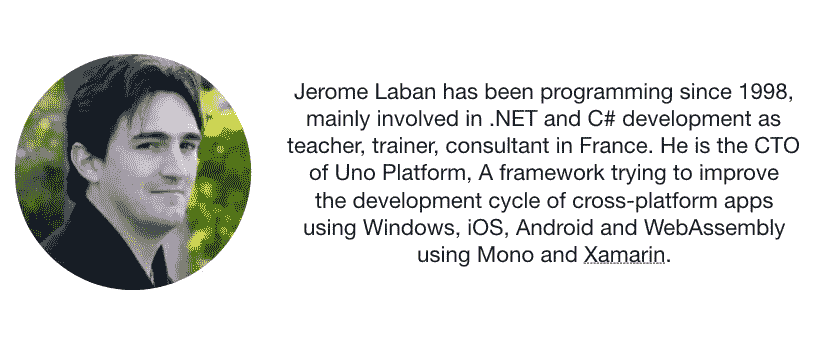 Jerome Laban has been programming since 1998,
mainly involved in .NET and C# development as
teacher, trainer, consultant in France. He is the CTO
of Uno Platform, A framework trying to improve
the development cycle of cross-platform apps
using Windows, iOS, Android and WebAssembly
using Mono and Xamarin.